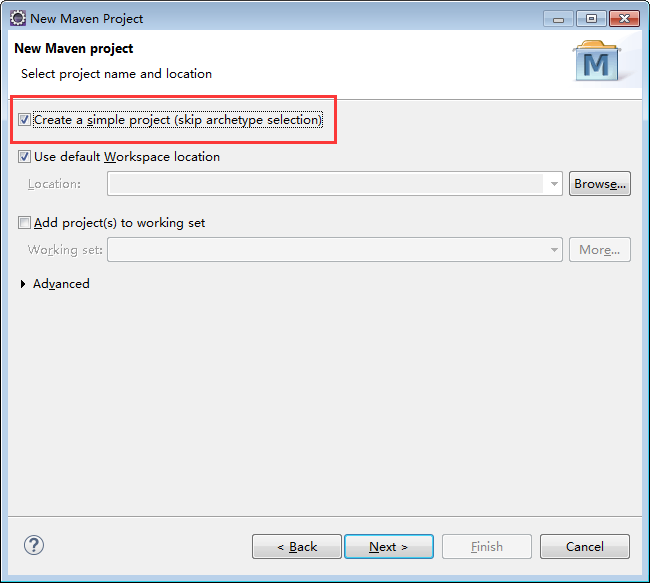 New Maven Project
New Maven project
Select project name and location
M
Create a simple project (skip archetype selection)
Use default Workspace location
Location:
Browse...
Add project(s) to working set
Working set:
More...
Advanced
?
< Back
Next >
Finish
Cancel